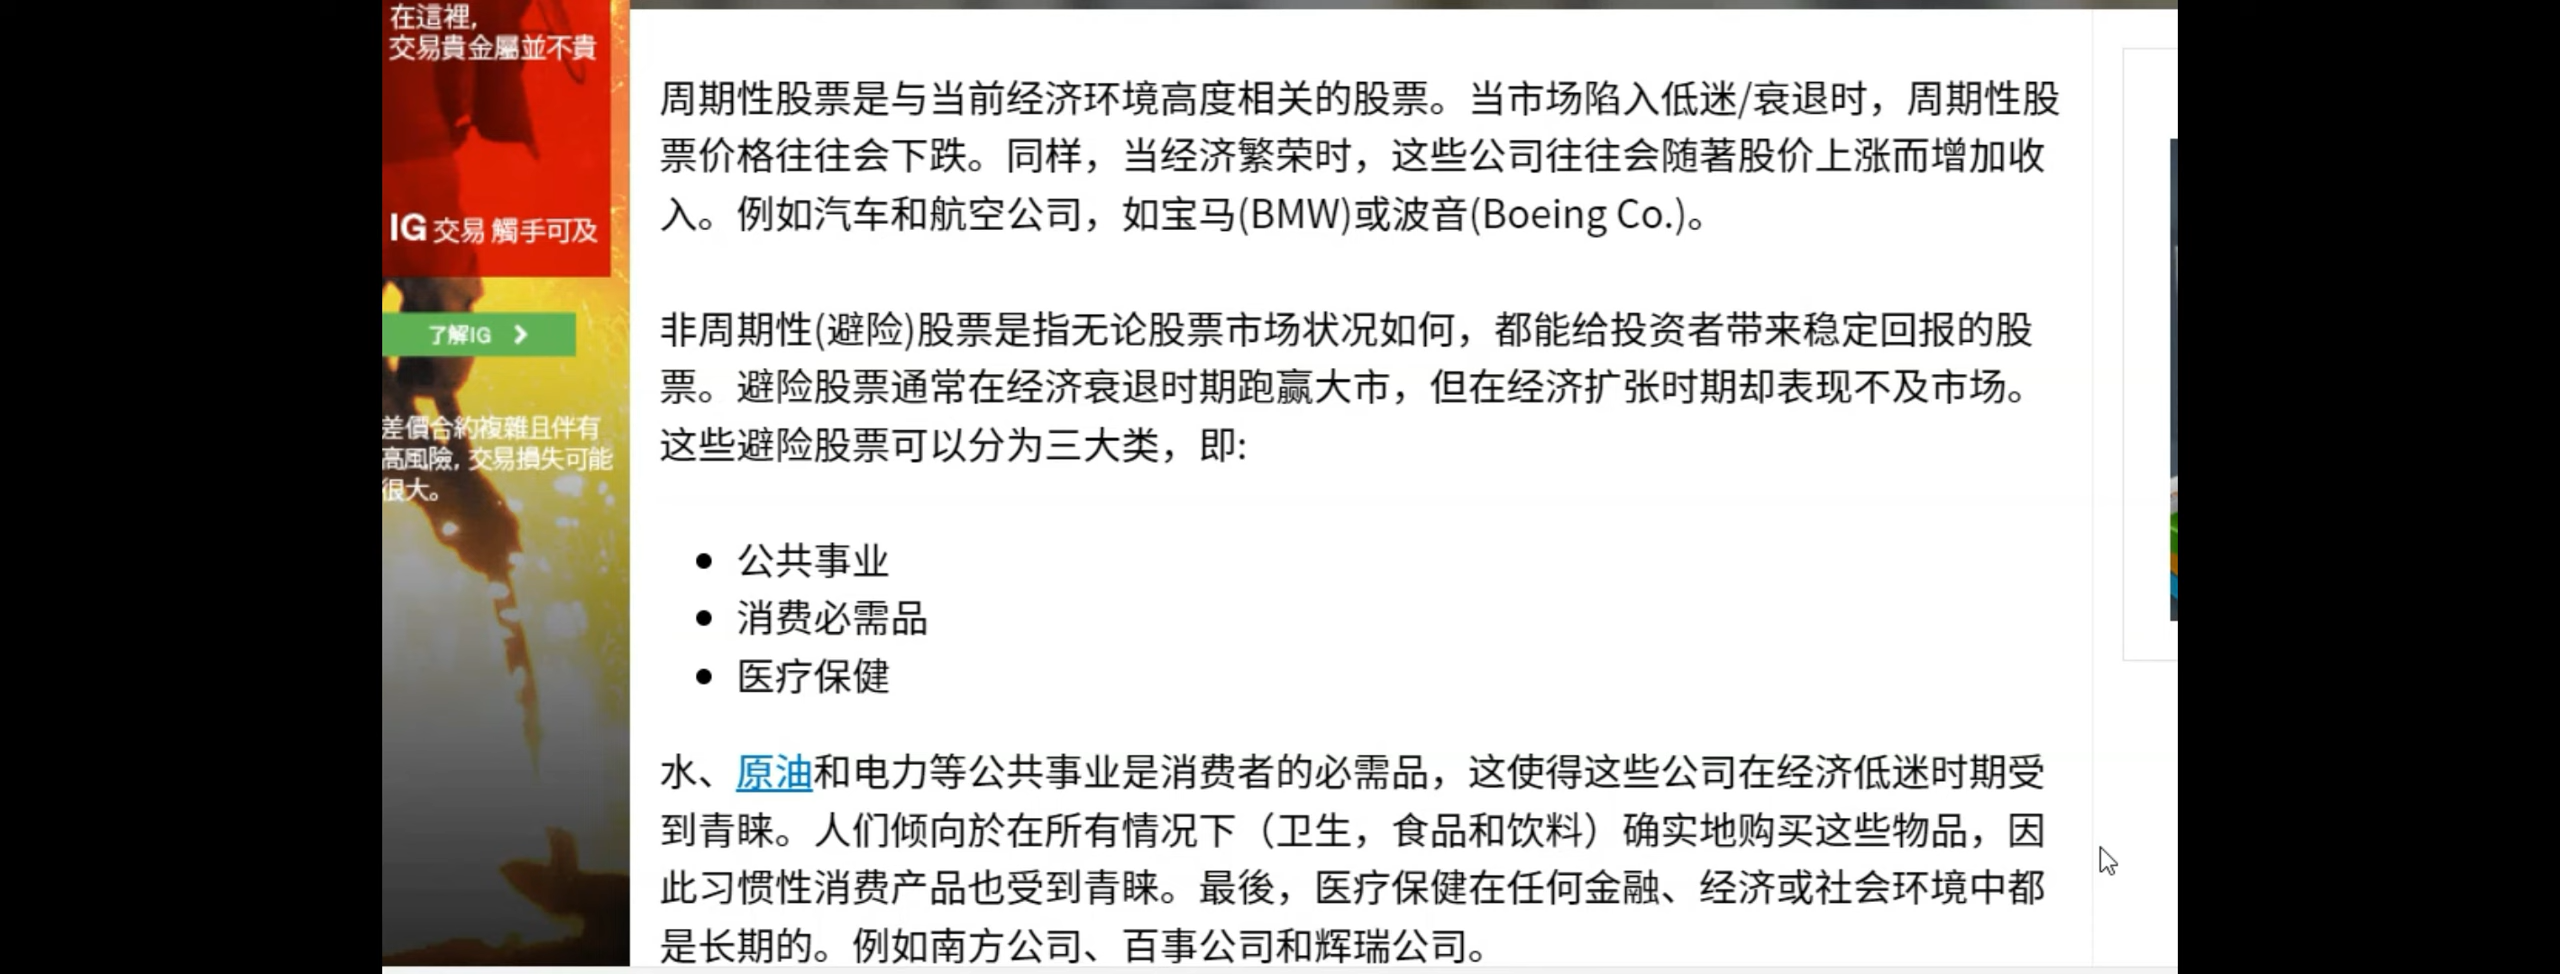 在這裡,
交易貴金屬並不貴
IG 交易 觸手可及
了解IG
差價合約複雜且伴有
高風險, 交易損失可能
很大。
周期性股票是与当前经济环境高度相关的股票。当市场陷入低迷/衰退时，周期性股
票价格往往会下跌。同样，当经济繁荣时，这些公司往往会随著股价上涨而增加收
入。例如汽车和航空公司，如宝马(BMW)或波音(Boeing Co.)。
非周期性(避险)股票是指无论股票市场状况如何，都能给投资者带来稳定回报的股
票。避险股票通常在经济衰退时期跑赢大市，但在经济扩张时期却表现不及市场。
这些避险股票可以分为三大类，即:
• 公共事业
• 消费必需品
• 医疗保健
水、原油和电力等公共事业是消费者的必需品，这使得这些公司在经济低迷时期受
到青睐。人们倾向於在所有情况下（卫生，食品和饮料）确实地购买这些物品，因
此习惯性消费产品也受到青睐。最後，医疗保健在任何金融、经济或社会环境中都
是长期的。例如南方公司、百事公司和辉瑞公司。